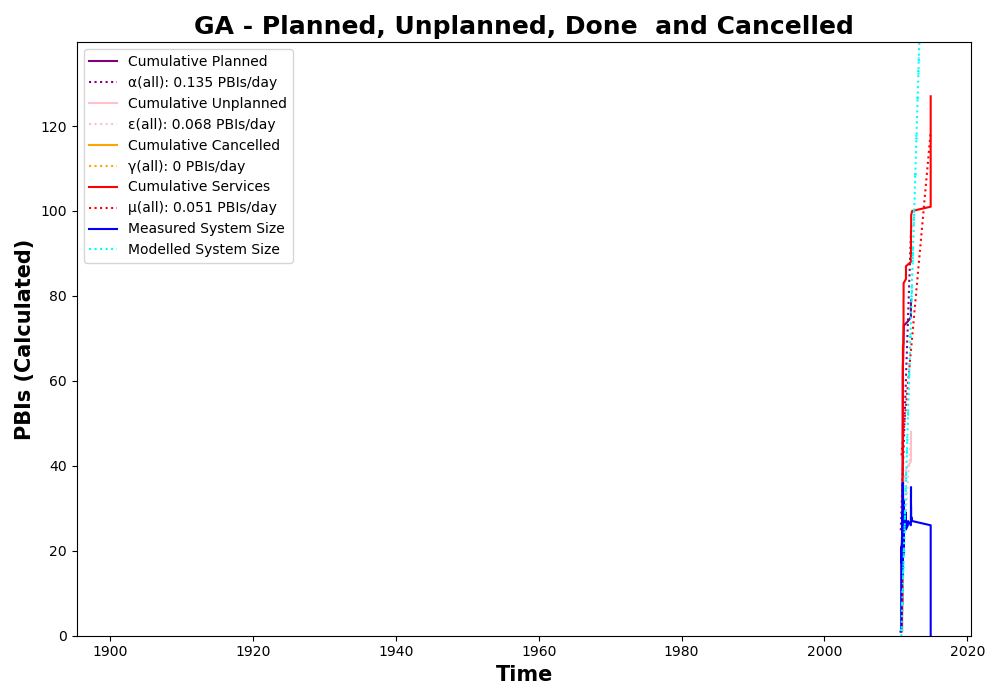 GA - Planned, Unplanned, Done  and Cancelled
Cumulative Planned
α(all): 0.135 PBIs/day
Cumulative Unplanned
ε(all): 0.068 PBIs/day
Cumulative Cancelled
γ(all): 0 PBIs/day
Cumulative Services
μ(all): 0.051 PBIs/day
Measured System Size
Modelled System Size
PBIs (Calculated)
120
100
80
60
40
20
0
1900 1920 1940 1960 1980 2000 2020
Time